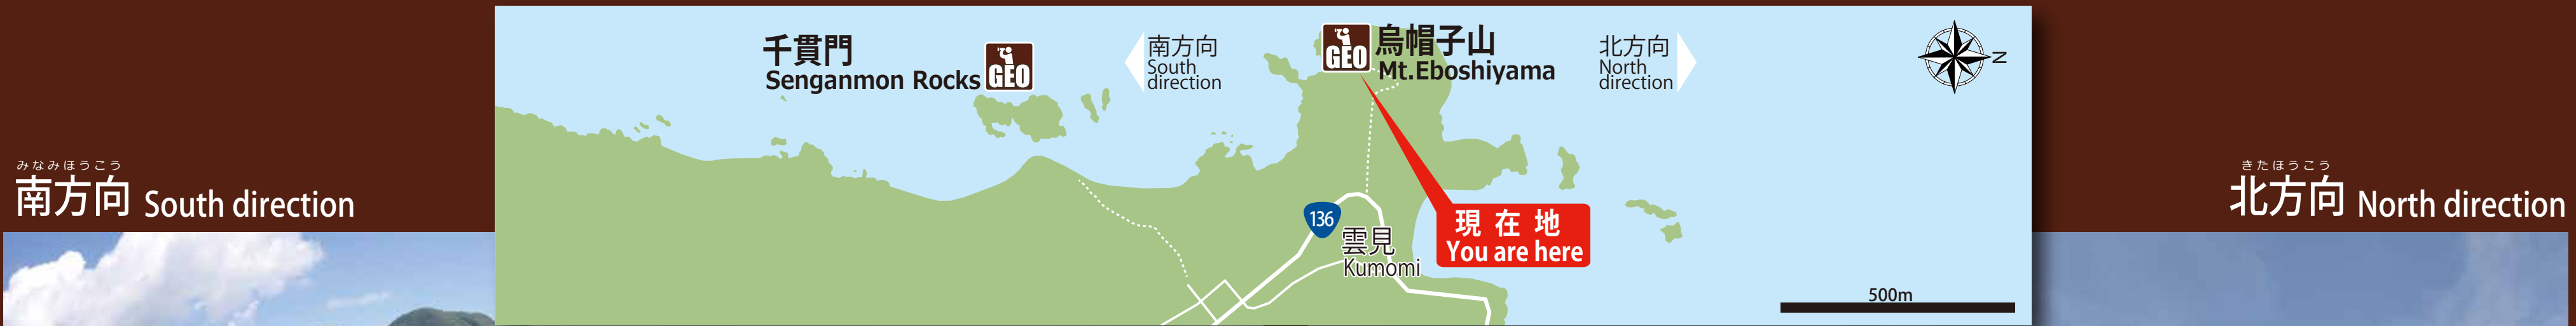 みなみほうこう
南方向 South direction
千貫門
Senganmon Rocks
GEO
南方向
South
direction
GEO
烏帽子山
Mt.Eboshiyama
北方向
North
direction
N
136
雲見
Kumomi
現在地
You are here
500m
きたほうこう
北方向 North direction